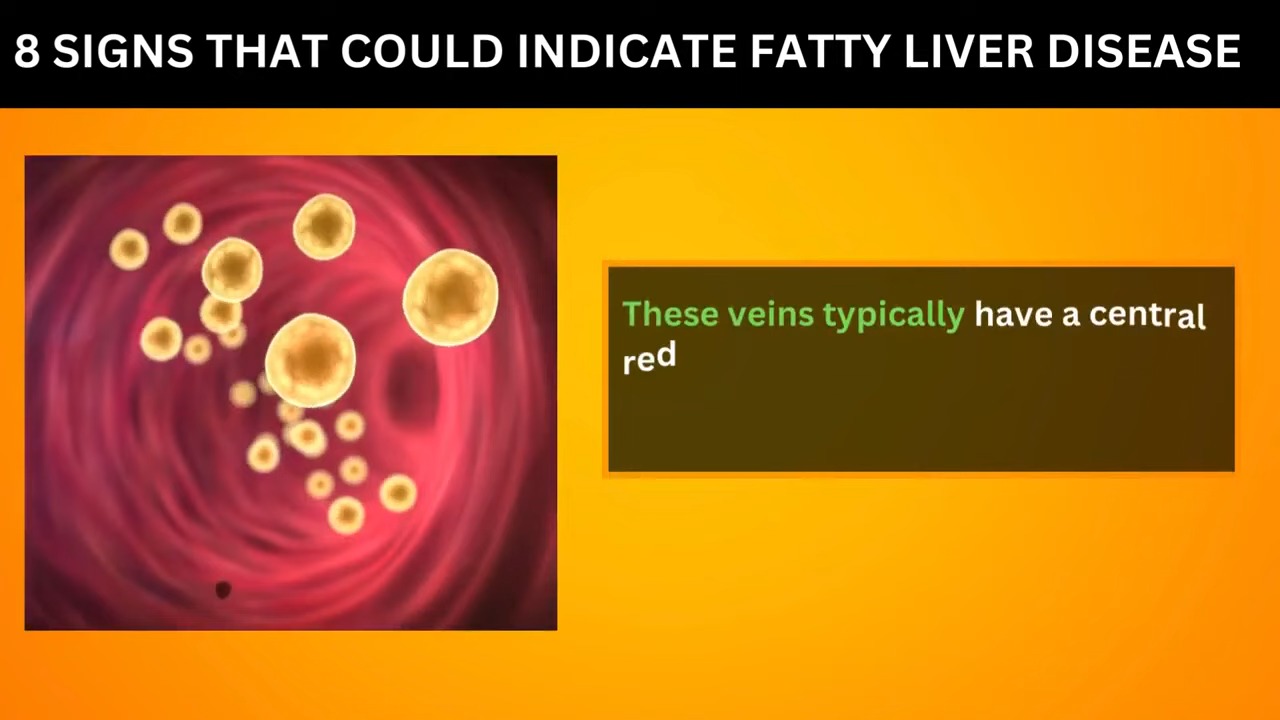 8 SIGNS THAT COULD INDICATE FATTY LIVER DISEASE
These veins typically have a central
red